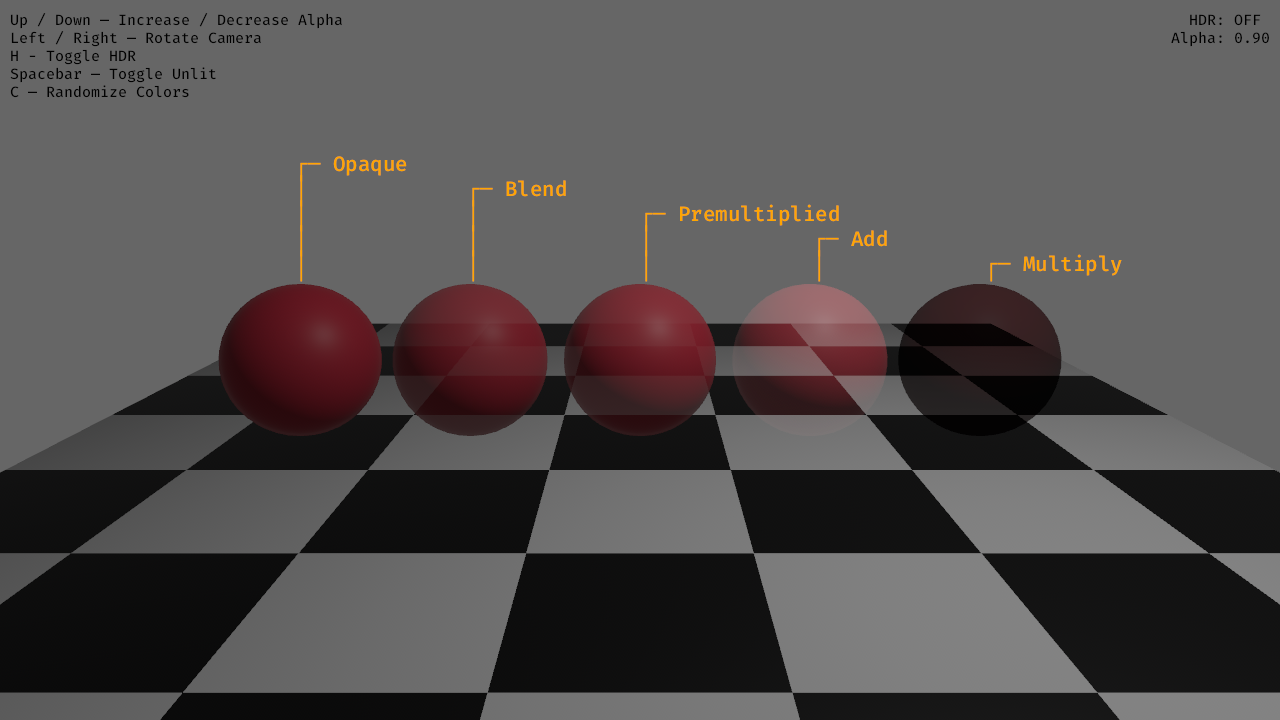 Up / Down — Increase / Decrease Alpha
Left / Right — Rotate Camera
H - Toggle HDR
Spacebar — Toggle Unlit
C — Randomize Colors
HDR: OFF
Alpha: 0.90
Opaque
Blend
Premultiplied
Add
Multiply